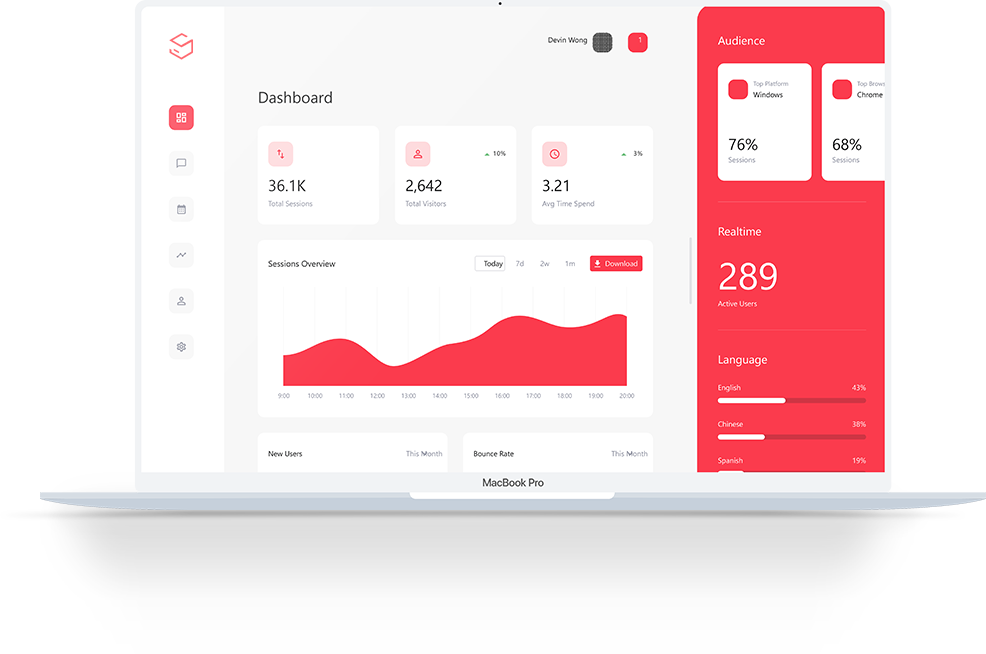 Devin Wong
1
Dashboard
10%
3%
36.1K
2,642
3.21
Total Sessions
Total Visitors
Avg Time Spend
Sessions Overview
Today 7d 2w 1m Download
9:00 10:00 11:00 12:00 13:00 14:00 15:00 16:00 17:00 18:00 19:00 20:00
New Users This Month
Bounce Rate This Month
Audience
Top Platform
Windows
76%
Sessions
Top Brows
Chrome
68%
Sessions
Realtime
289
Active Users
Language
English 43%
Chinese 38%
Spanish 19%
MacBook Pro